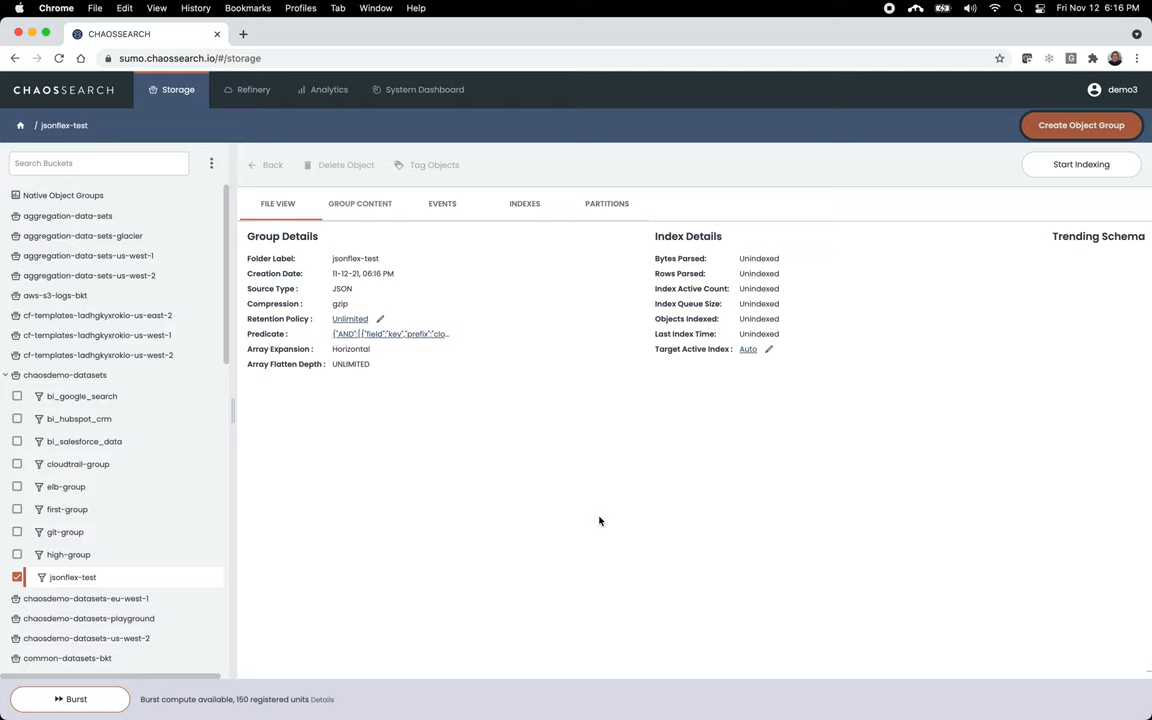 Chrome File Edit View History Bookmarks Profiles Tab Window Help Fri Nov 12 6:16 PM
CHAOSSEARCH
sumo.chaossearch.io/#/storage
CHAOSSEARCH Storage Refinery Analytics System Dashboard demo3
/ jsonflex-test Create Object Group
Search Buckets Back Delete Object Tag Objects Start Indexing
Native Object Groups
aggregation-data-sets
aggregation-data-sets-glacier
aggregation-data-sets-us-west-1
aggregation-data-sets-us-west-2
aws-s3-logs-bkt
cf-templates-1adhgkyxrokio-us-east-2
cf-templates-1adhgkyxrokio-us-west-1
cf-templates-1adhgkyxrokio-us-west-2
chaosdemo-datasets
bi_google_search
bi_hubspot_crm
bi_salesforce_data
cloudtrail-group
elb-group
first-group
git-group
high-group
jsonflex-test
chaosdemo-datasets-eu-west-1
chaosdemo-datasets-playground
chaosdemo-datasets-us-west-2
common-datasets-bkt
FILE VIEW GROUP CONTENT EVENTS INDEXES PARTITIONS
Group Details
Folder Label: jsonflex-test
Creation Date: 11-12-21, 06:16 PM
Source Type : JSON
Compression : gzip
Retention Policy : Unlimited
Predicate : {"AND":[{"field":"key","prefix":"clo...
Array Expansion : Horizontal
Array Flatten Depth : UNLIMITED
Index Details
Bytes Parsed: Unindexed
Rows Parsed: Unindexed
Index Active Count: Unindexed
Index Queue Size: Unindexed
Objects Indexed: Unindexed
Last Index Time: Unindexed
Target Active Index : Auto
Trending Schema
Burst Burst compute available, 150 registered units Details